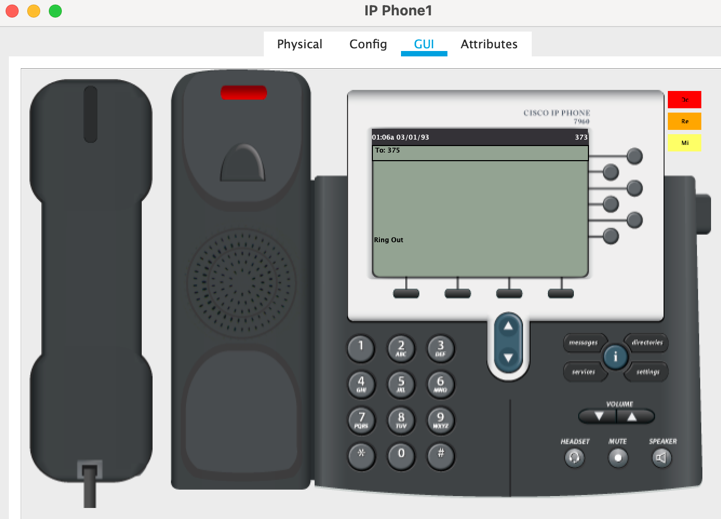 IP Phone1
Physical Config GUI Attributes
CISCO IP PHONE
7960
Re
Mi
01:06a 03/01/93 373
To: 375
Ring Out
1 2 ABC 3 DEF
4 GHI 5 JKL 6 MNO
7 PQRS 8 TUV 9 WXYZ
* 0 #
messages directories
i
services settings
VOLUME
HEADSET MUTE SPEAKER